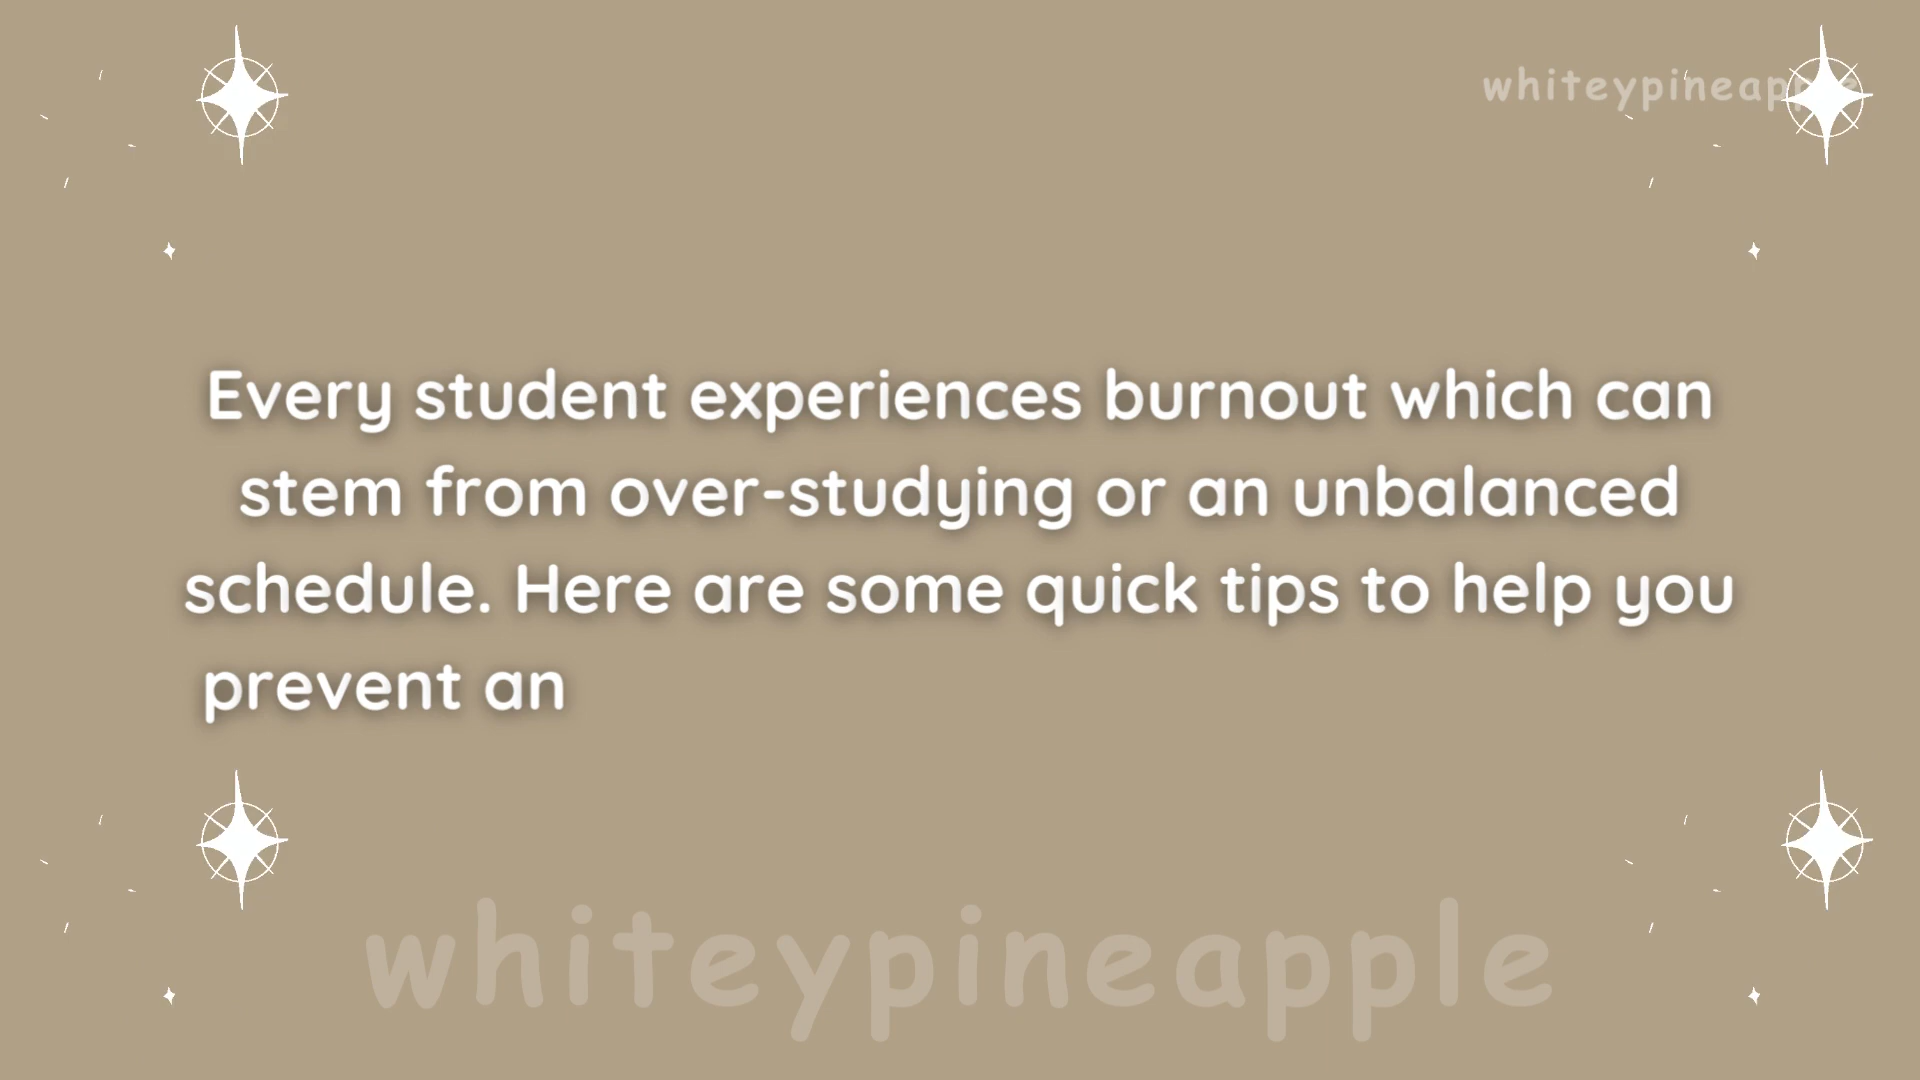 whiteypineapple
Every student experiences burnout which can
stem from over-studying or an unbalanced
schedule. Here are some quick tips to help you
prevent an
whiteypineapple